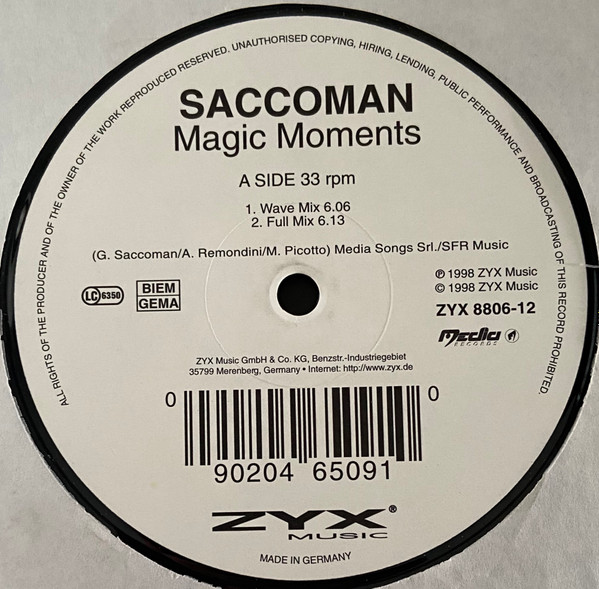 ALL RIGHTS OF THE PRODUCER AND OF THE OWNER OF THE WORK REPRODUCED RESERVED. UNAUTHORISED COPYING, HIRING, LENDING, PUBLIC PERFORMANCE AND BROADCASTING OF THIS RECORD PROHIBITED.
SACCOMAN
Magic Moments
A SIDE 33 rpm
1. Wave Mix 6.06
2. Full Mix 6.13
(G. Saccoman/A. Remondini/M. Picotto) Media Songs Srl./SFR Music
LC 6350
BIEM
GEMA
℗ 1998 ZYX Music
© 1998 ZYX Music
ZYX 8806-12
Media
RECORDS
ZYX Music GmbH & Co. KG, Benzstr.-Industriegebiet
35799 Merenberg, Germany • Internet: http://www.zyx.de
0 90204 65091 0
ZYX®
MUSIC
MADE IN GERMANY